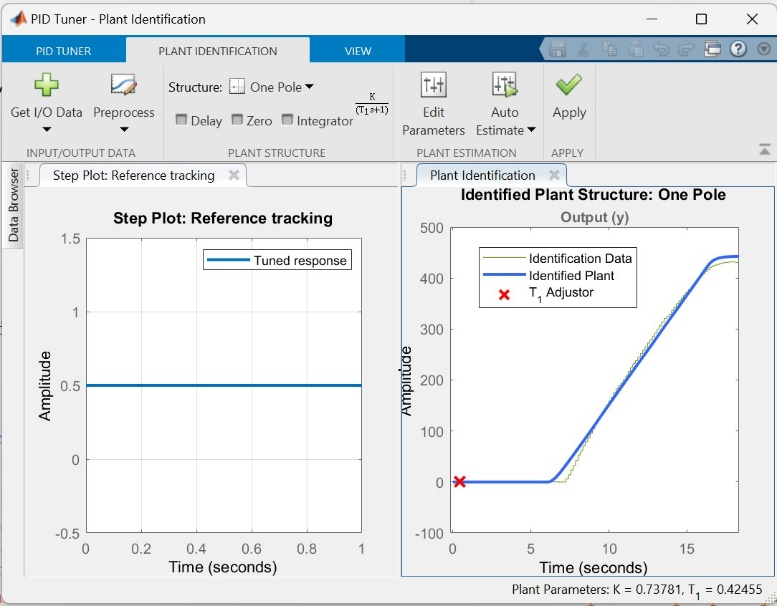 PID Tuner - Plant Identification
PID TUNER
PLANT IDENTIFICATION
VIEW
Get I/O Data
Preprocess
INPUT/OUTPUT DATA
Structure:
One Pole
Delay
Zero
Integrator
K
(T1s+1)
PLANT STRUCTURE
Edit
Parameters
Auto
Estimate
PLANT ESTIMATION
Apply
APPLY
Data Browser
Step Plot: Reference tracking
Step Plot: Reference tracking
Tuned response
Amplitude
1.5
1
0.5
0
-0.5
0 0.2 0.4 0.6 0.8 1
Time (seconds)
Plant Identification
Identified Plant Structure: One Pole
Output (y)
Identification Data
Identified Plant
T1 Adjustor
Amplitude
500
400
300
200
100
0
-100
0 5 10 15
Time (seconds)
Plant Parameters: K = 0.73781, T1 = 0.42455